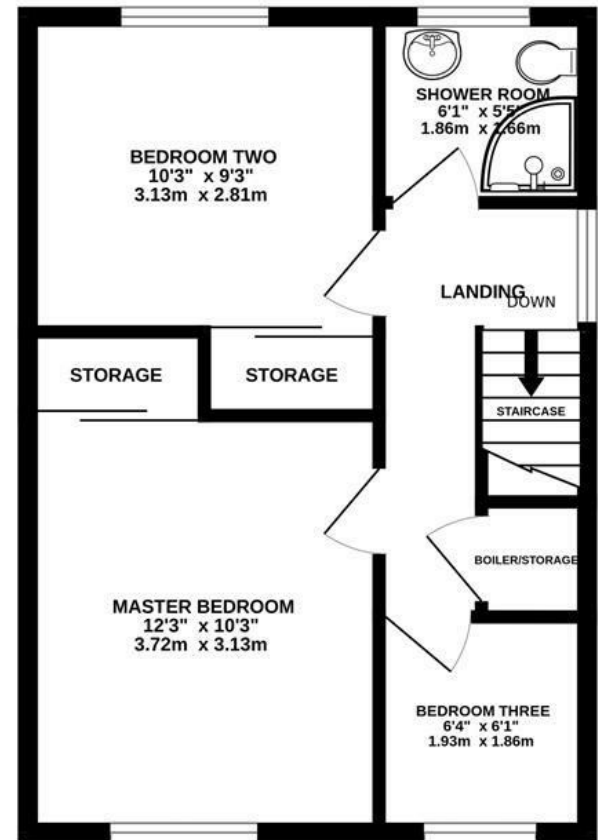 SHOWER ROOM
6'1" x 5'5"
1.86m x 1.66m
BEDROOM TWO
10'3" x 9'3"
3.13m x 2.81m
LANDING
DOWN
STORAGE
STORAGE
STAIRCASE
BOILER/STORAGE
MASTER BEDROOM
12'3" x 10'3"
3.72m x 3.13m
BEDROOM THREE
6'4" x 6'1"
1.93m x 1.86m